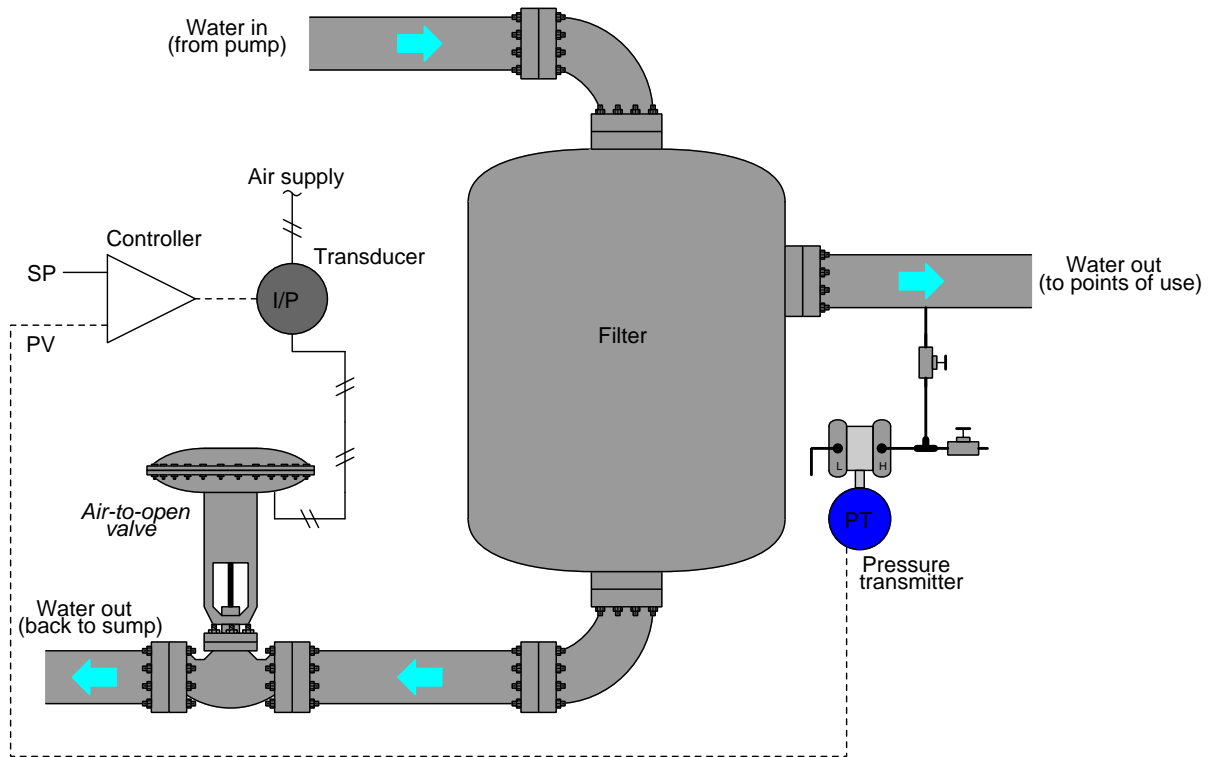 Water in
(from pump)
Air supply
Controller
Transducer
SP
I/P
PV
Water out
(to points of use)
Filter
L
H
Air-to-open
valve
PT
Pressure
transmitter
Water out
(back to sump)